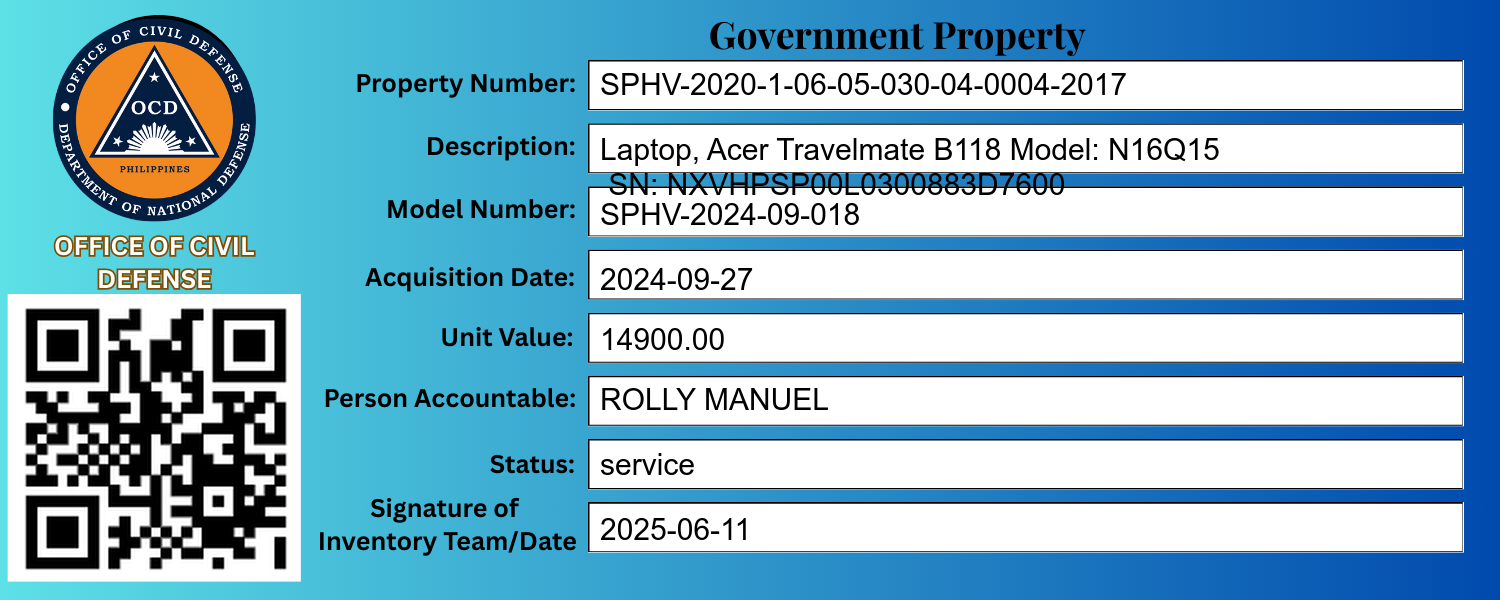 OFFICE OF CIVIL DEFENSE
DEPARTMENT OF NATIONAL DEFENSE
OCD
PHILIPPINES
OFFICE OF CIVIL
DEFENSE
Government Property
Property Number: SPHV-2020-1-06-05-030-04-0004-2017
Description: Laptop, Acer Travelmate B118 Model: N16Q15
SN: NXVHPSP00L0300883D7600
Model Number: SPHV-2024-09-018
Acquisition Date: 2024-09-27
Unit Value: 14900.00
Person Accountable: ROLLY MANUEL
Status: service
Signature of
Inventory Team/Date 2025-06-11